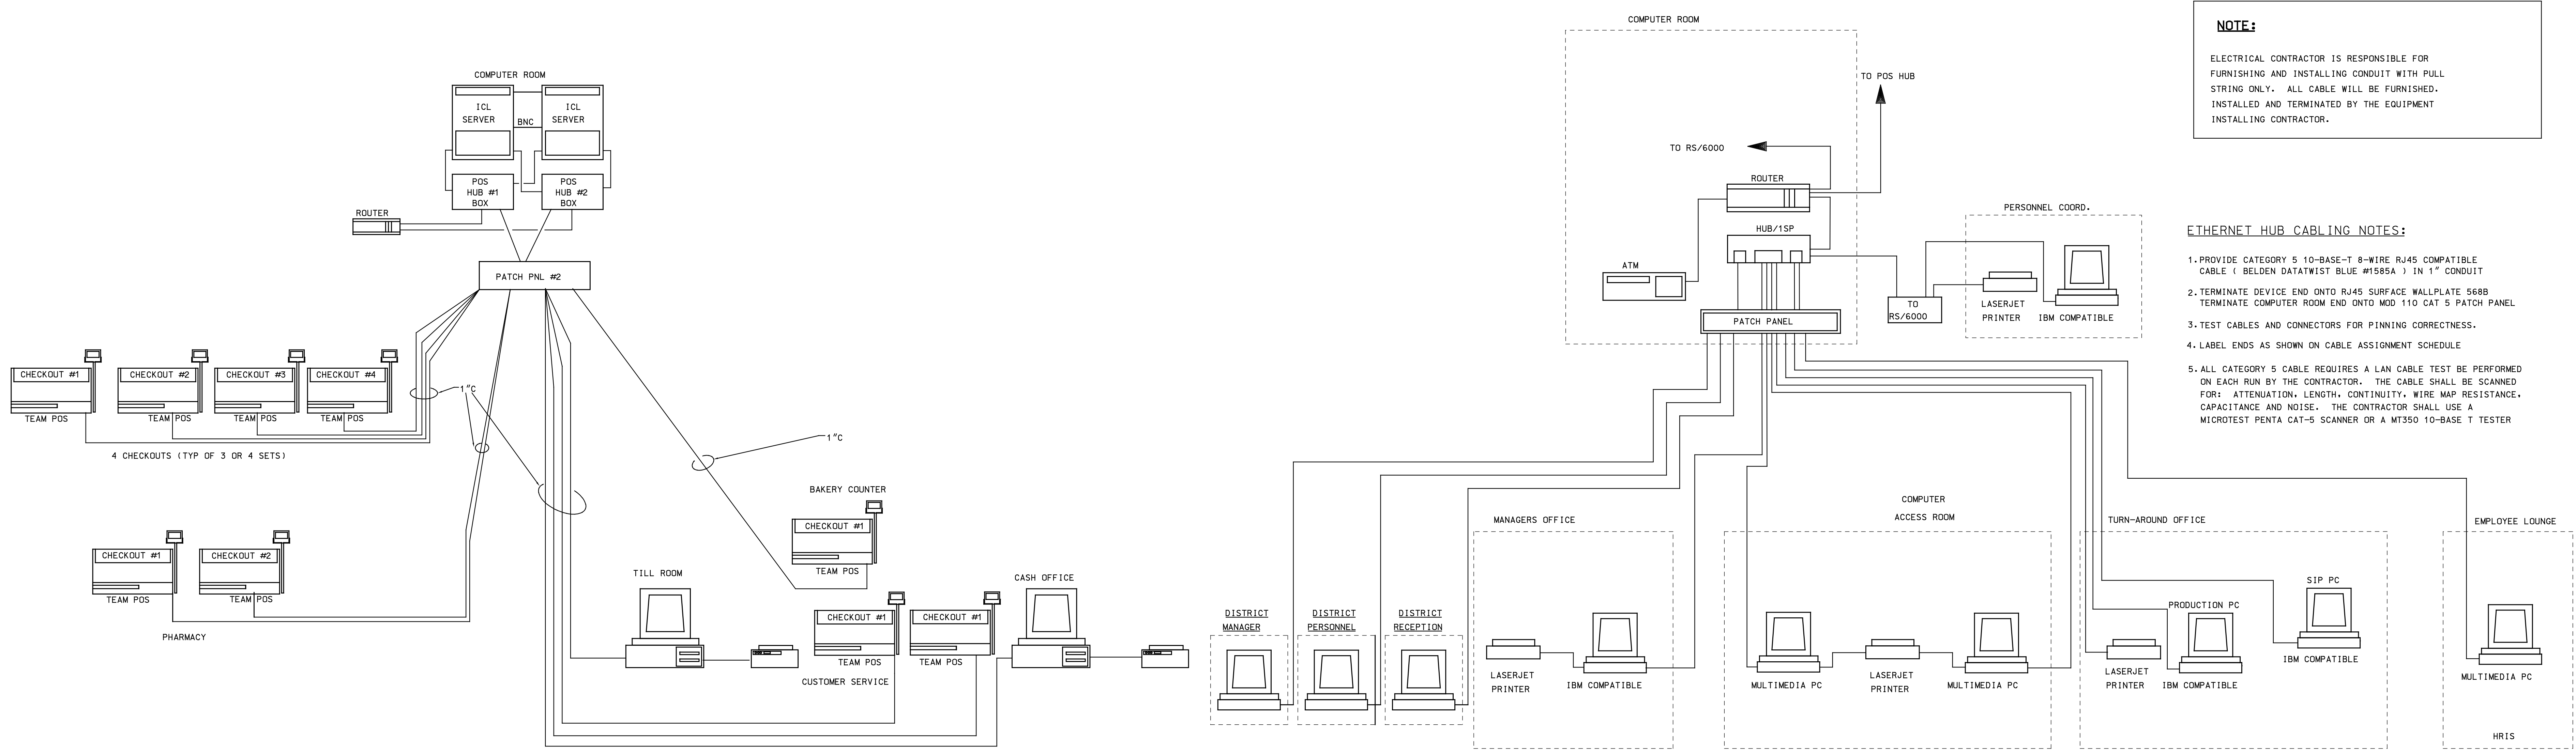 COMPUTER ROOM
ICL
SERVER
BNC
ICL
SERVER
POS
HUB #1
BOX
POS
HUB #2
BOX
ROUTER
PATCH PNL #2
CHECKOUT #1
TEAM POS
CHECKOUT #2
TEAM POS
CHECKOUT #3
TEAM POS
CHECKOUT #4
TEAM POS
1"C
4 CHECKOUTS (TYP OF 3 OR 4 SETS)
1"C
CHECKOUT #1
TEAM POS
CHECKOUT #2
TEAM POS
PHARMACY
BAKERY COUNTER
CHECKOUT #1
TEAM POS
TILL ROOM
CHECKOUT #1
TEAM POS
CHECKOUT #1
TEAM POS
CUSTOMER SERVICE
CASH OFFICE
COMPUTER ROOM
TO POS HUB
TO RS/6000
ROUTER
HUB/1SP
ATM
PATCH PANEL
TO
RS/6000
PERSONNEL COORD.
LASERJET
PRINTER
IBM COMPATIBLE
DISTRICT
MANAGER
DISTRICT
PERSONNEL
DISTRICT
RECEPTION
MANAGERS OFFICE
LASERJET
PRINTER
IBM COMPATIBLE
COMPUTER
ACCESS ROOM
MULTIMEDIA PC
LASERJET
PRINTER
MULTIMEDIA PC
TURN-AROUND OFFICE
LASERJET
PRINTER
PRODUCTION PC
IBM COMPATIBLE
SIP PC
IBM COMPATIBLE
EMPLOYEE LOUNGE
MULTIMEDIA PC
HRIS
NOTE:
ELECTRICAL CONTRACTOR IS RESPONSIBLE FOR
FURNISHING AND INSTALLING CONDUIT WITH PULL
STRING ONLY. ALL CABLE WILL BE FURNISHED.
INSTALLED AND TERMINATED BY THE EQUIPMENT
INSTALLING CONTRACTOR.
ETHERNET HUB CABLING NOTES:
1. PROVIDE CATEGORY 5 10-BASE-T 8-WIRE RJ45 COMPATIBLE
CABLE ( BELDEN DATATWIST BLUE #1585A ) IN 1" CONDUIT
2. TERMINATE DEVICE END ONTO RJ45 SURFACE WALLPLATE 568B
TERMINATE COMPUTER ROOM END ONTO MOD 110 CAT 5 PATCH PANEL
3. TEST CABLES AND CONNECTORS FOR PINNING CORRECTNESS.
4. LABEL ENDS AS SHOWN ON CABLE ASSIGNMENT SCHEDULE
5. ALL CATEGORY 5 CABLE REQUIRES A LAN CABLE TEST BE PERFORMED
ON EACH RUN BY THE CONTRACTOR. THE CABLE SHALL BE SCANNED
FOR: ATTENUATION, LENGTH, CONTINUITY, WIRE MAP RESISTANCE,
CAPACITANCE AND NOISE. THE CONTRACTOR SHALL USE A
MICROTEST PENTA CAT-5 SCANNER OR A MT350 10-BASE T TESTER